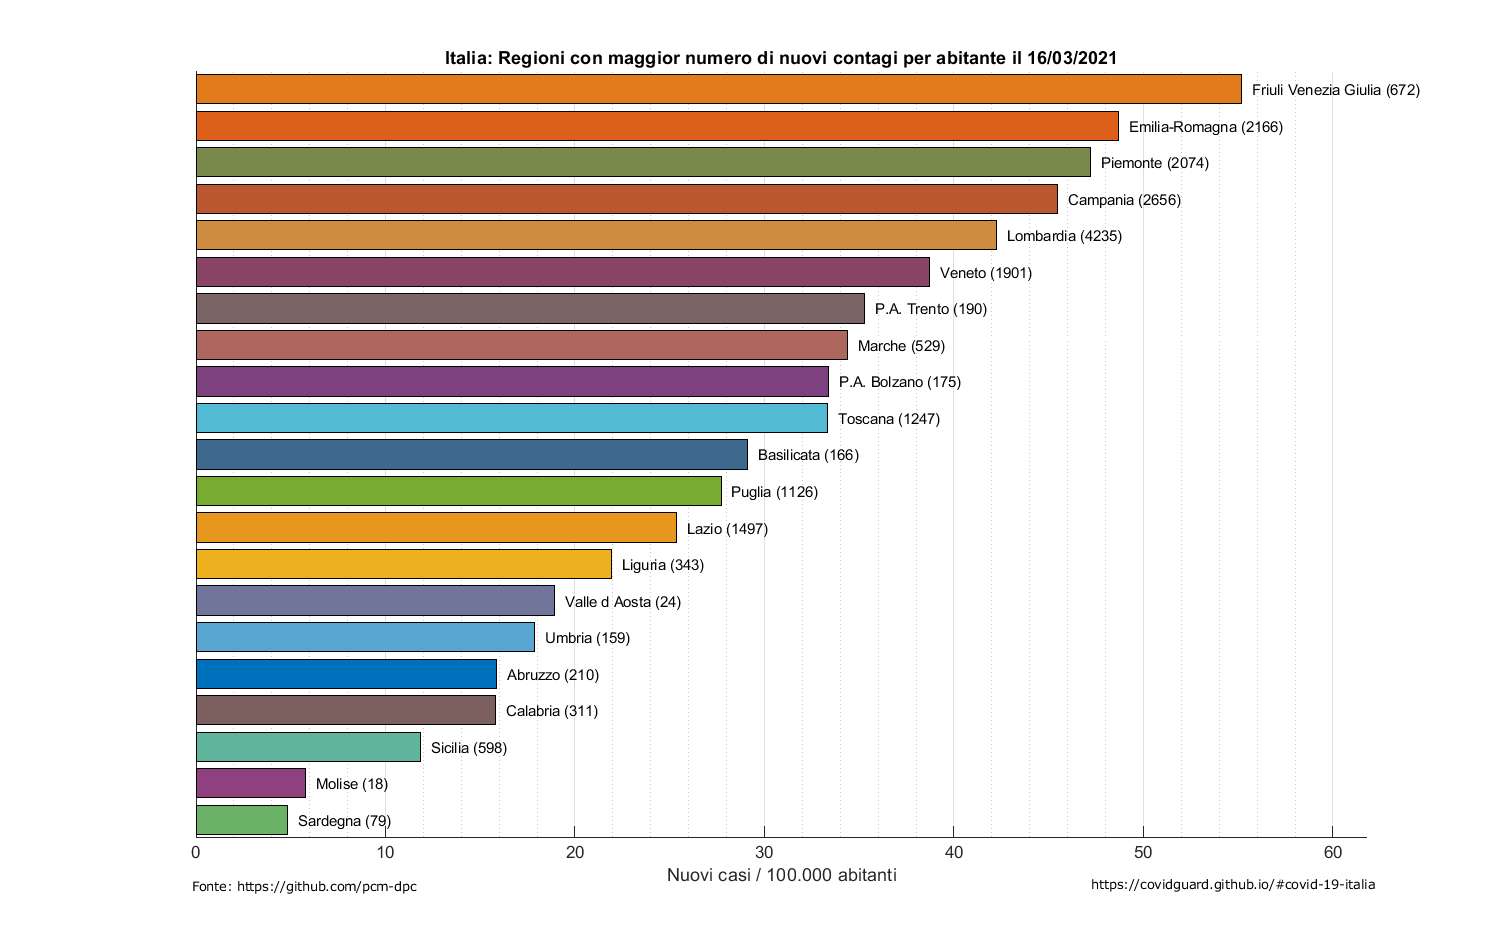 Italia: Regioni con maggior numero di nuovi contagi per abitante il 16/03/2021
Friuli Venezia Giulia (672)
Emilia-Romagna (2166)
Piemonte (2074)
Campania (2656)
Lombardia (4235)
Veneto (1901)
P.A. Trento (190)
Marche (529)
P.A. Bolzano (175)
Toscana (1247)
Basilicata (166)
Puglia (1126)
Lazio (1497)
Liguria (343)
Valle d Aosta (24)
Umbria (159)
Abruzzo (210)
Calabria (311)
Sicilia (598)
Molise (18)
Sardegna (79)
0 10 20 30 40 50 60
Nuovi casi / 100.000 abitanti
Fonte: https://github.com/pcm-dpc
https://covidguard.github.io/#covid-19-italia